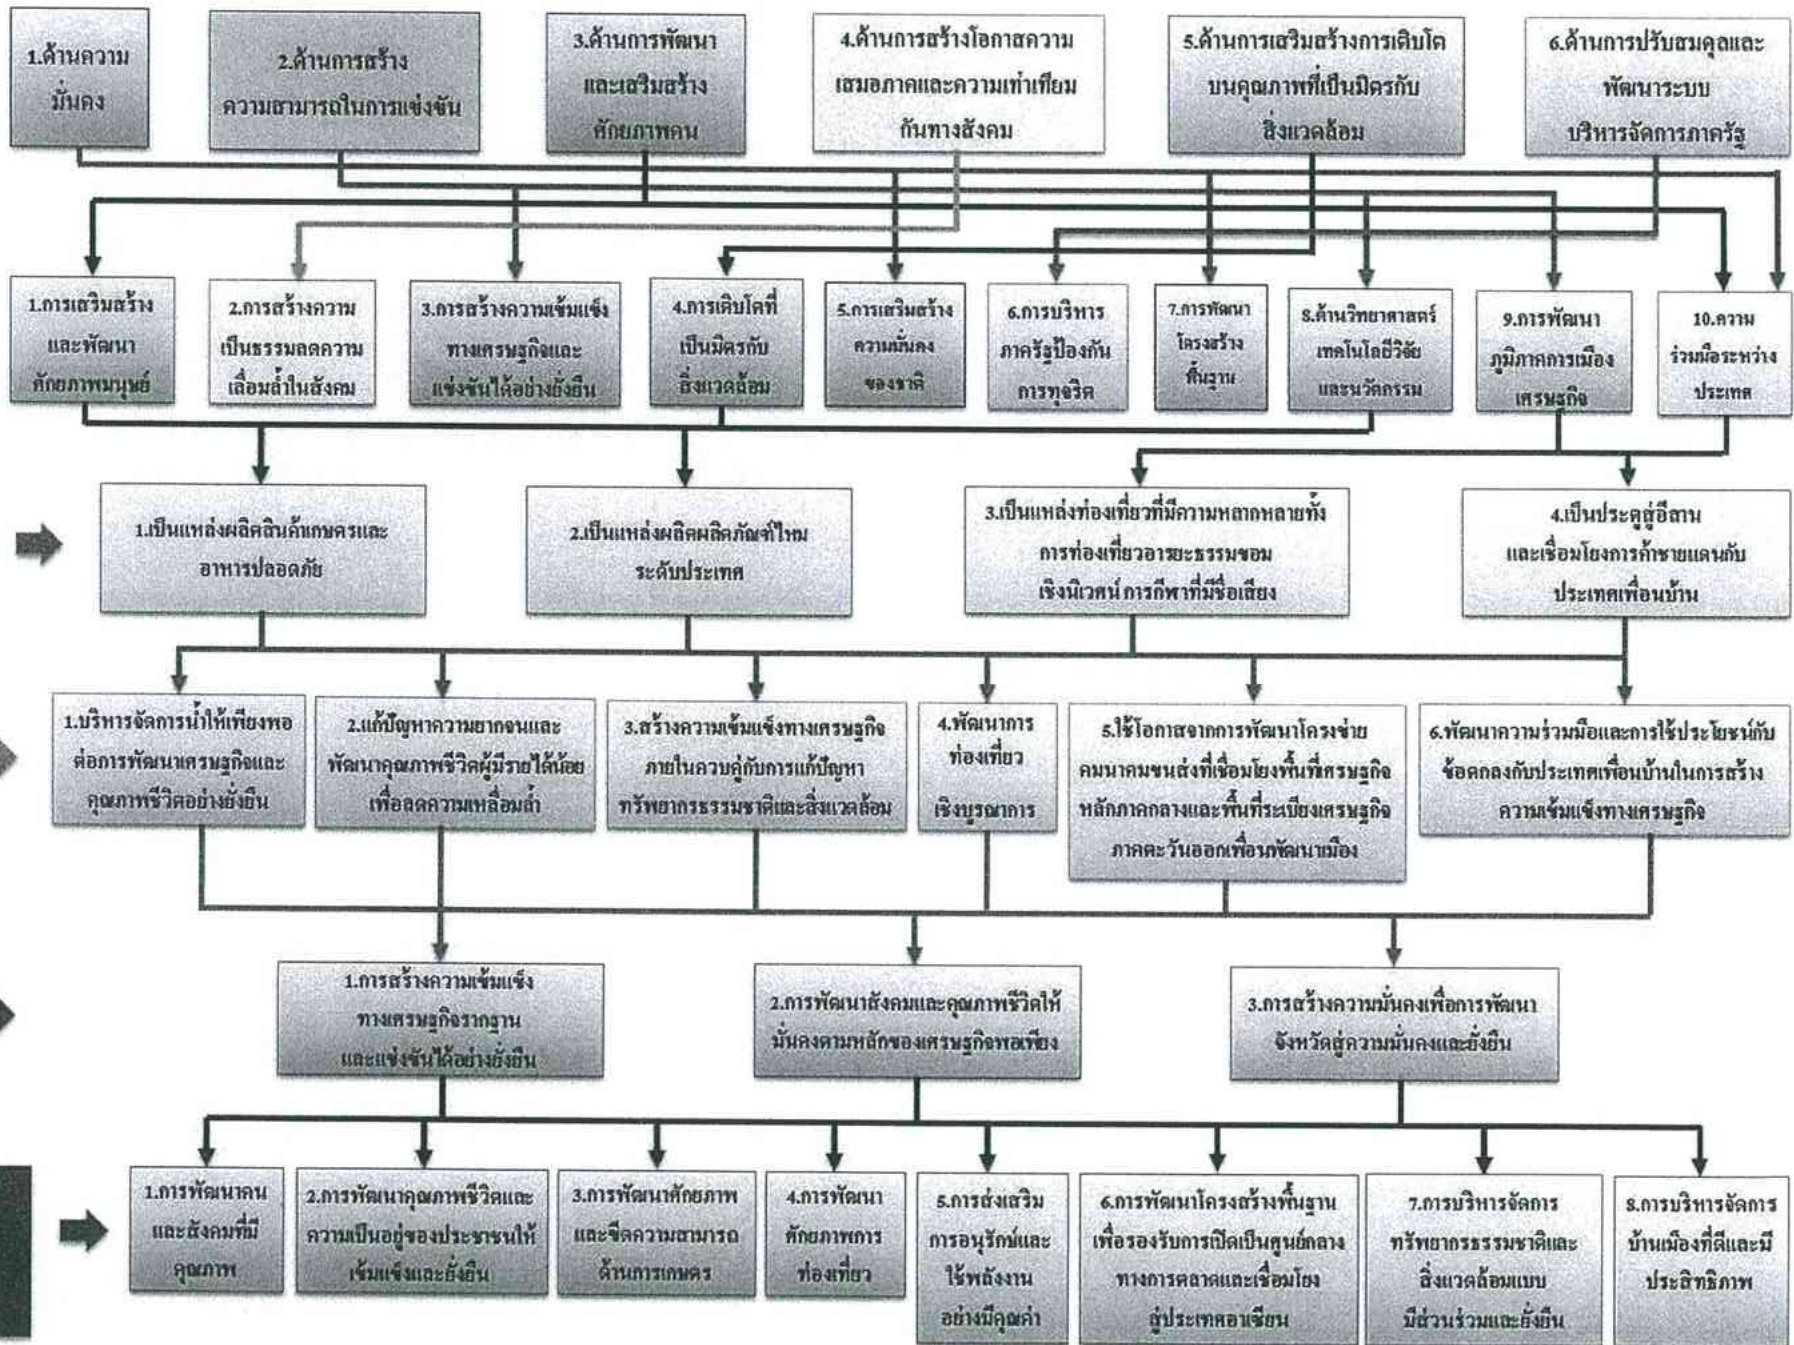 1.ด้านความ
มั่นคง
2.ด้านการสร้าง
ความสามารถในการแข่งขัน
3.ด้านการพัฒนา
และเสริมสร้าง
ศักยภาพคน
4.ด้านการสร้างโอกาสความ
เสมอภาคและความเท่าเทียม
กันทางสังคม
5.ด้านการเสริมสร้างการเติบโต
บนคุณภาพที่เป็นมิตรกับ
สิ่งแวดล้อม
6.ด้านการปรับสมดุลและ
พัฒนาระบบ
บริหารจัดการภาครัฐ
1.การเสริมสร้าง
และพัฒนา
ศักยภาพมนุษย์
2.การสร้างความ
เป็นธรรมลดความ
เลื่อมล้ำในสังคม
3.การสร้างความเข้มแข็ง
ทางเศรษฐกิจและ
แข่งขันได้อย่างยั่งยืน
4.การเติบโตที่
เป็นมิตรกับ
สิ่งแวดล้อม
5.การเสริมสร้าง
ความมั่นคง
ของชาติ
6.การบริหาร
ภาครัฐป้องกัน
การทุจริต
7.การพัฒนา
โครงสร้าง
พื้นฐาน
8.ด้านวิทยาศาสตร์
เทคโนโลยีวิจัย
และนวัตกรรม
9.การพัฒนา
ภูมิภาคการเมือง
เศรษฐกิจ
10.ความ
ร่วมมือระหว่าง
ประเทศ
1.เป็นแหล่งผลิตสินค้าเกษตรและ
อาหารปลอดภัย
2.เป็นแหล่งผลิตผลิตภัณฑ์ไหม
ระดับประเทศ
3.เป็นแหล่งท่องเที่ยวที่มีความหลากหลายทั้ง
การท่องเที่ยวอารยะธรรมขอม
เชิงนิเวศน์ การกีฬาที่มีชื่อเสียง
4.เป็นประตูสู่อีสาน
และเชื่อมโยงการค้าชายแดนกับ
ประเทศเพื่อนบ้าน
1.บริหารจัดการน้ำให้เพียงพอ
ต่อการพัฒนาเศรษฐกิจและ
คุณภาพชีวิตอย่างยั่งยืน
2.แก้ปัญหาความยากจนและ
พัฒนาคุณภาพชีวิตผู้มีรายได้น้อย
เพื่อลดความเหลื่อมล้ำ
3.สร้างความเข้มแข็งทางเศรษฐกิจ
ภายในควบคู่กับการแก้ปัญหา
ทรัพยากรธรรมชาติและสิ่งแวดล้อม
4.พัฒนาการ
ท่องเที่ยว
เชิงบูรณาการ
5.ใช้โอกาสจากการพัฒนาโครงข่าย
คมนาคมขนส่งที่เชื่อมโยงพื้นที่เศรษฐกิจ
หลักภาคกลางและพื้นที่ระเบียงเศรษฐกิจ
ภาคตะวันออกเพื่อนพัฒนาเมือง
6.พัฒนาความร่วมมือและการใช้ประโยชน์กับ
ข้อตกลงกับประเทศเพื่อนบ้านในการสร้าง
ความเข้มแข็งทางเศรษฐกิจ
1.การสร้างความเข้มแข็ง
ทางเศรษฐกิจรากฐาน
และแข่งขันได้อย่างยั่งยืน
2.การพัฒนาสังคมและคุณภาพชีวิตให้
มั่นคงตามหลักของเศรษฐกิจพอเพียง
3.การสร้างความมั่นคงเพื่อการพัฒนา
จังหวัดสู่ความมั่นคงและยั่งยืน
1.การพัฒนาคน
และสังคมที่มี
คุณภาพ
2.การพัฒนาคุณภาพชีวิตและ
ความเป็นอยู่ของประชาชนให้
เข้มแข็งและยั่งยืน
3.การพัฒนาศักยภาพ
และขีดความสามารถ
ด้านการเกษตร
4.การพัฒนา
ศักยภาพการ
ท่องเที่ยว
5.การส่งเสริม
การอนุรักษ์และ
ใช้พลังงาน
อย่างมีคุณค่า
6.การพัฒนาโครงสร้างพื้นฐาน
เพื่อรองรับการเปิดเป็นศูนย์กลาง
ทางการตลาดและเชื่อมโยง
สู่ประเทศอาเซียน
7.การบริหารจัดการ
ทรัพยากรธรรมชาติและ
สิ่งแวดล้อมแบบ
มีส่วนร่วมและยั่งยืน
8.การบริหารจัดการ
บ้านเมืองที่ดีและมี
ประสิทธิภาพ